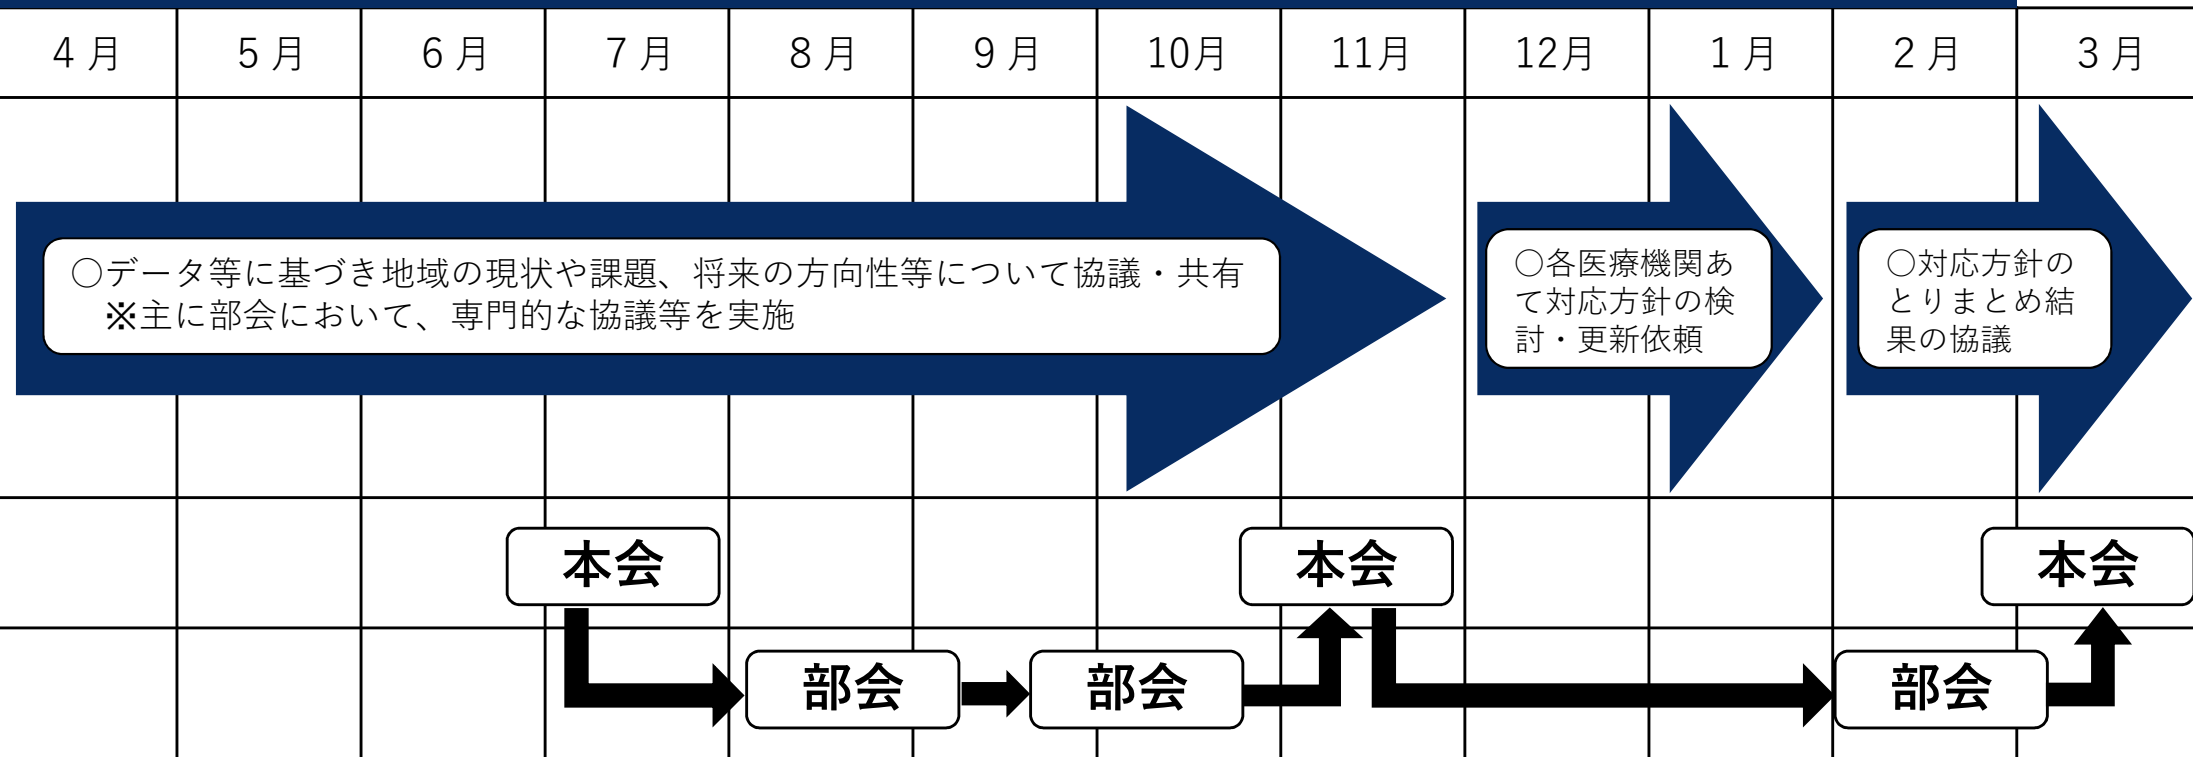 4月 5月 6月 7月 8月 9月 10月 11月 12月 1月 2月 3月
○データ等に基づき地域の現状や課題、将来の方向性等について協議・共有
※主に部会において、専門的な協議等を実施
○各医療機関あ
て対応方針の検
討・更新依頼
○対応方針の
とりまとめ結
果の協議
本会 本会 本会
部会 部会 部会